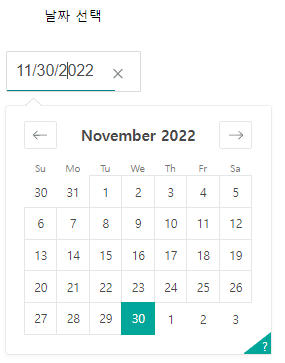 날짜 선택
11/30/2022 ×
← November 2022 →
Su Mo Tu We Th Fr Sa
30 31 1 2 3 4 5
6 7 8 9 10 11 12
13 14 15 16 17 18 19
20 21 22 23 24 25 26
27 28 29 30 1 2 3
?